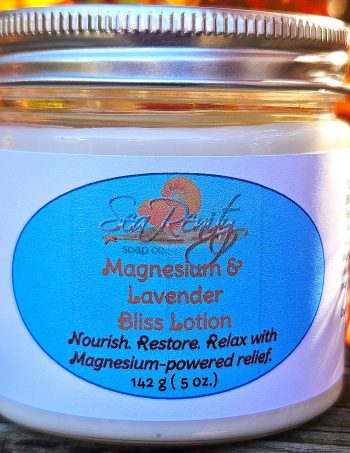 Sea Renity
soap co.
Magnesium &
Lavender
Bliss Lotion
Nourish. Restore. Relax with
Magnesium-powered relief.
142 g ( 5 oz.)